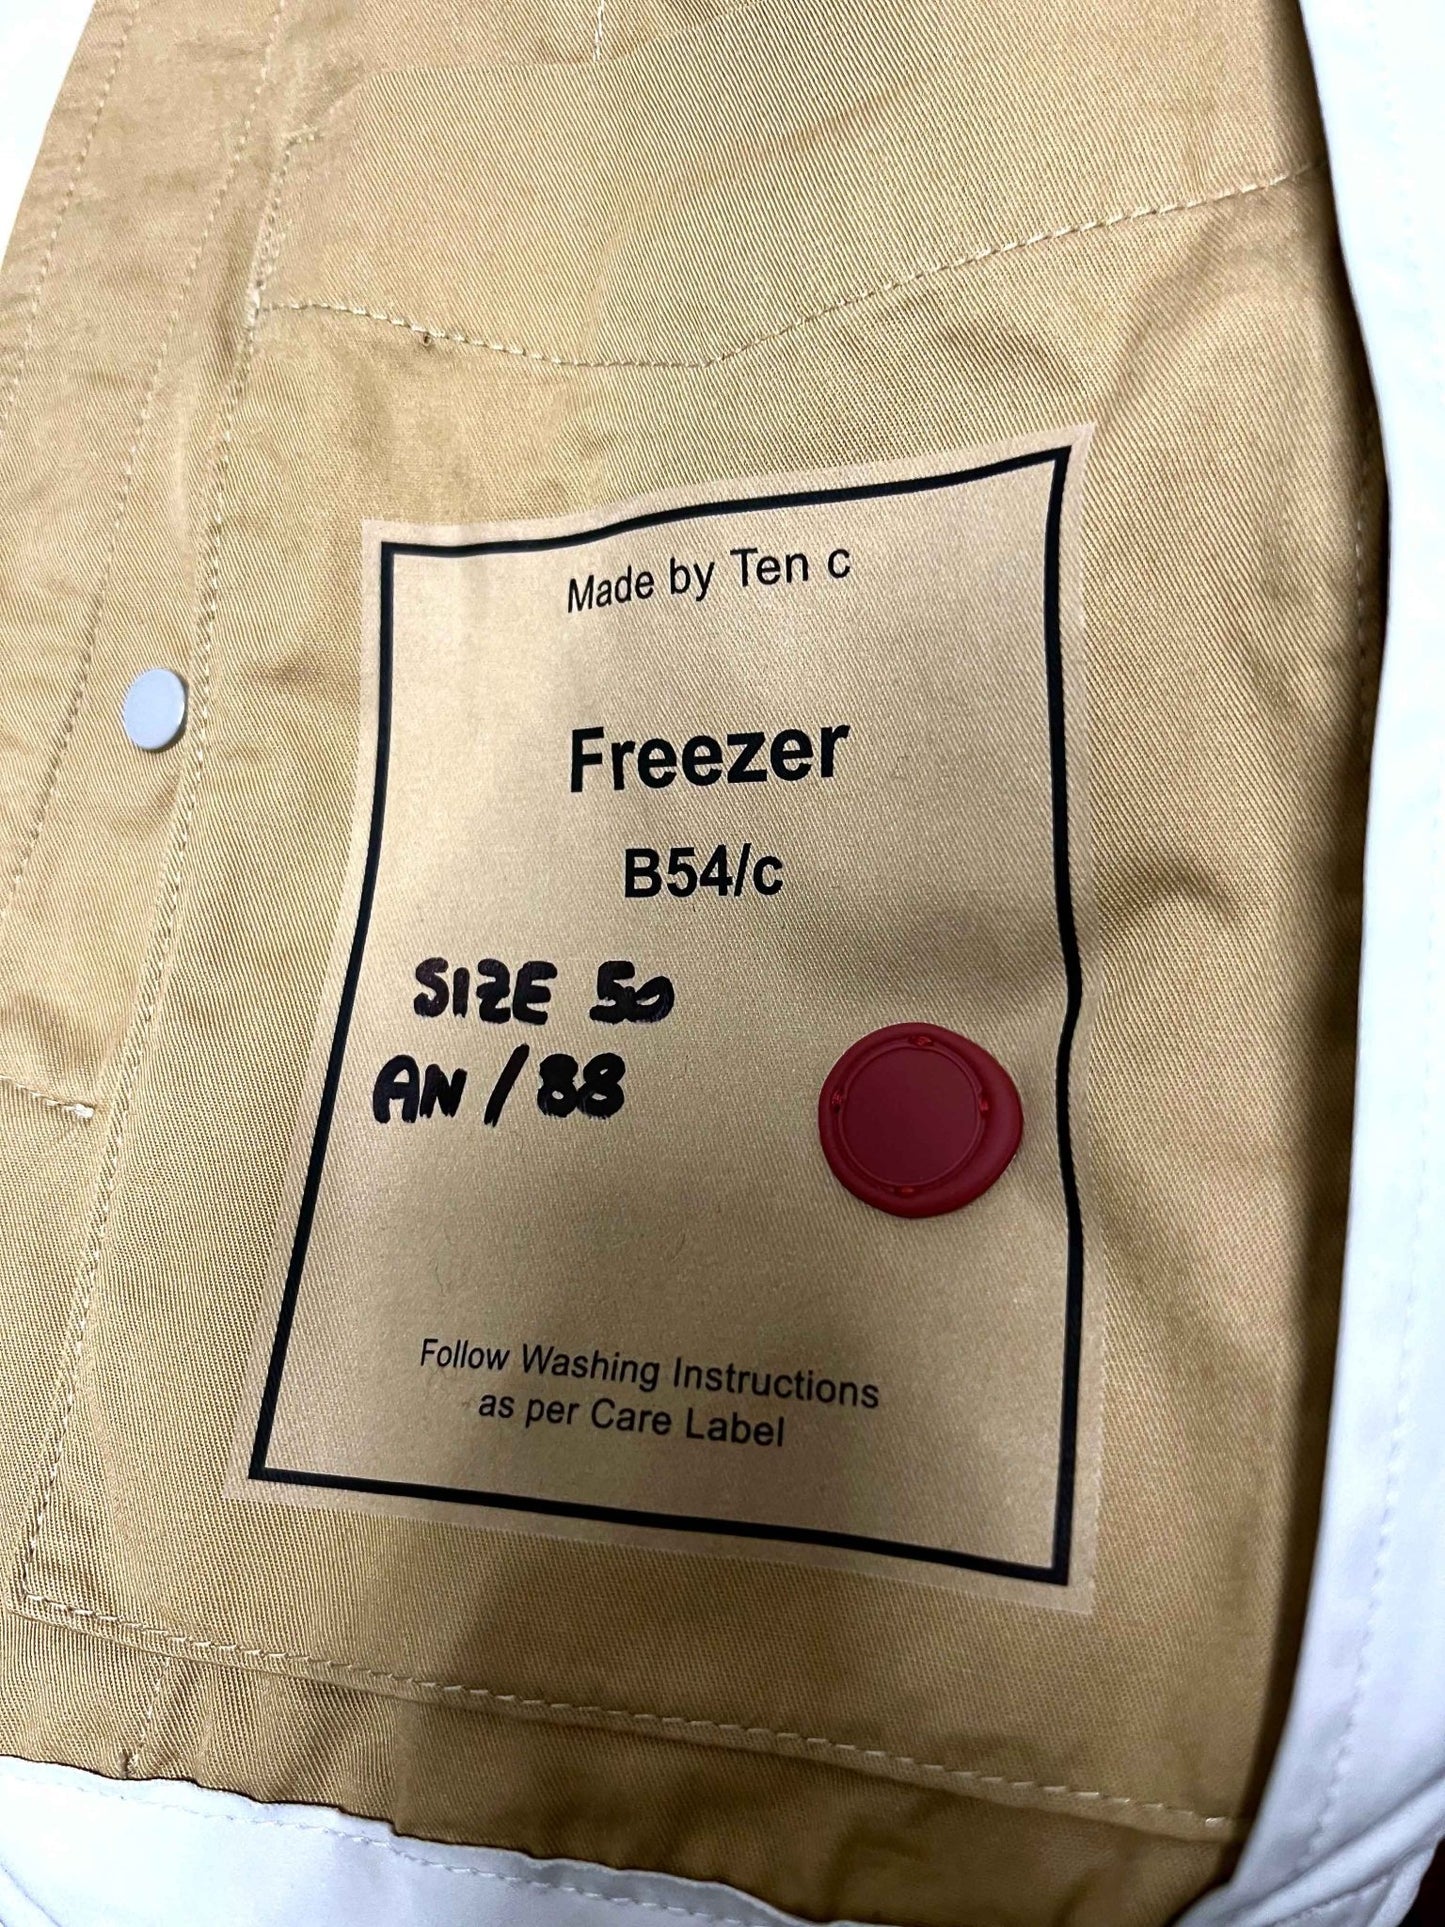 Made by Ten c
Freezer
B54/c
SIZE 50
AN / 88
Follow Washing Instructions
as per Care Label